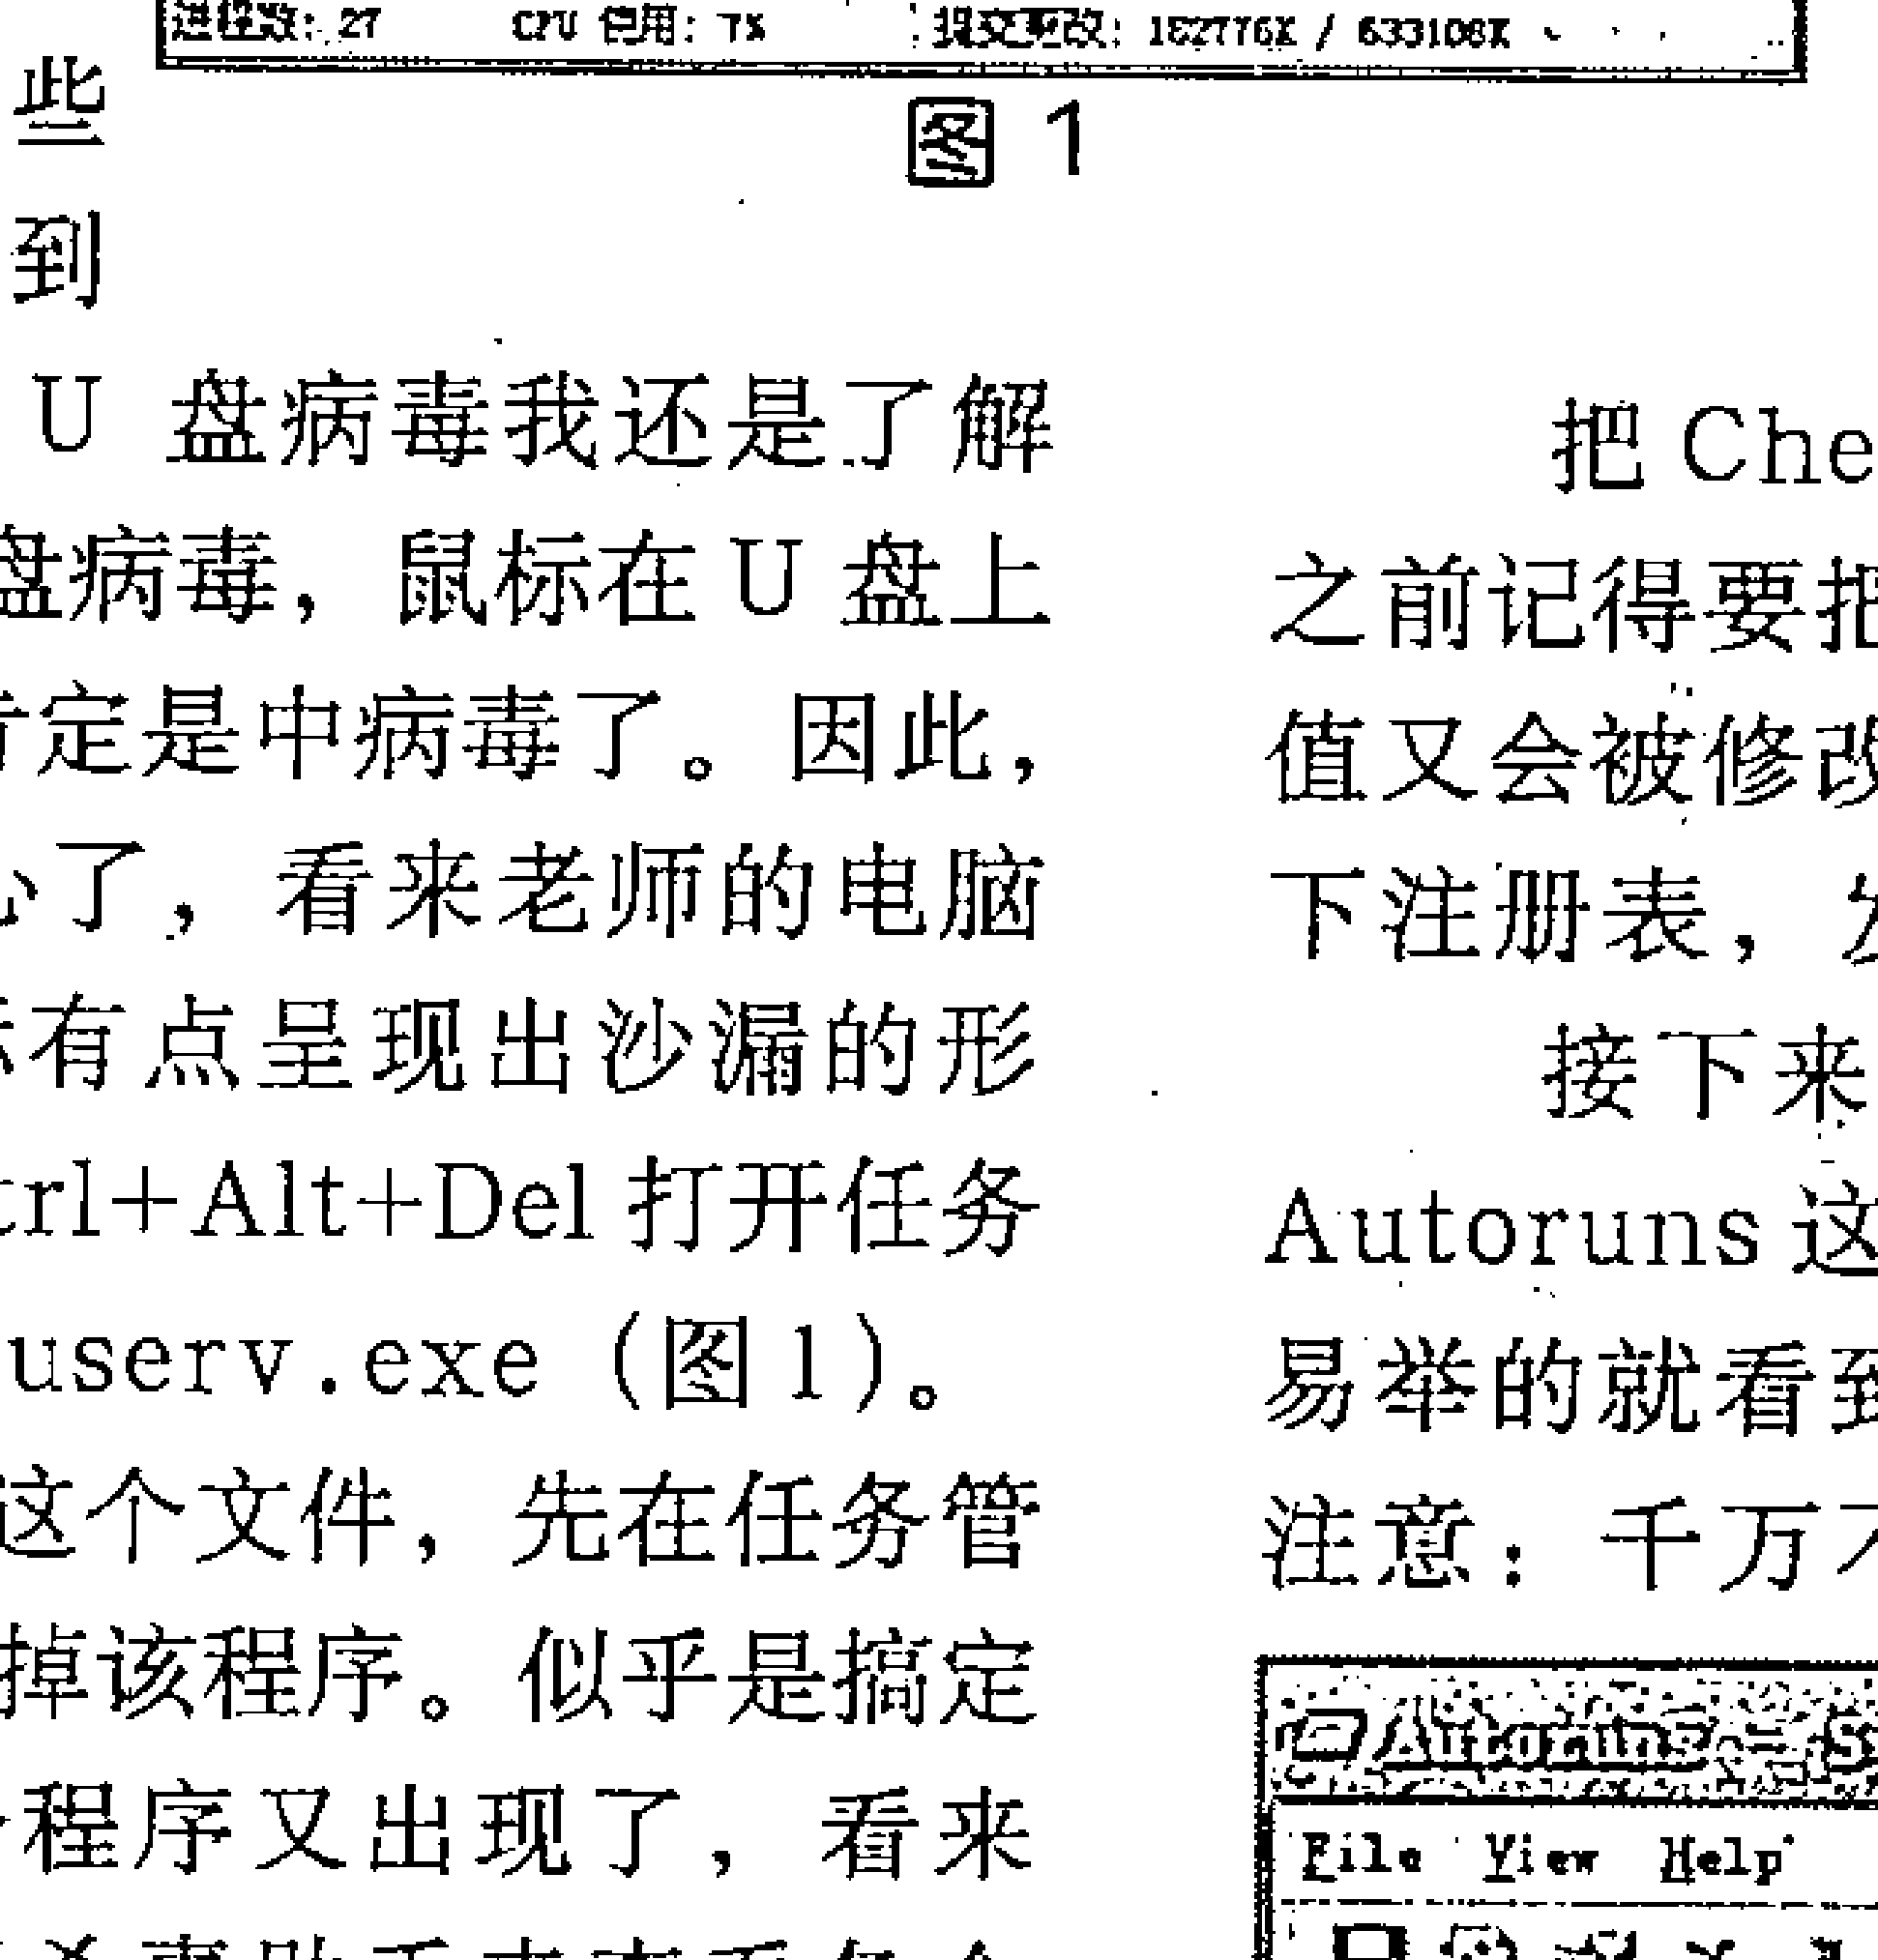 进程数: 27 CPU 使用: 7% 提交更改: 182776K / 633108K
图 1
些
到
U 盘病毒我还是了解
盘病毒，鼠标在 U 盘上
肯定是中病毒了。因此，
心了，看来老师的电脑
有点呈现出沙漏的形
trl+Alt+Del 打开任务
userv.exe（图 1）。
这个文件，先在任务管
掉该程序。似乎是搞定
程序又出现了，看来
把 Che
之前记得要把
值又会被修改
下注册表，发
接下来
Autoruns 这
易举的就看到
注意：千万不
Autoruns - S
File View Help